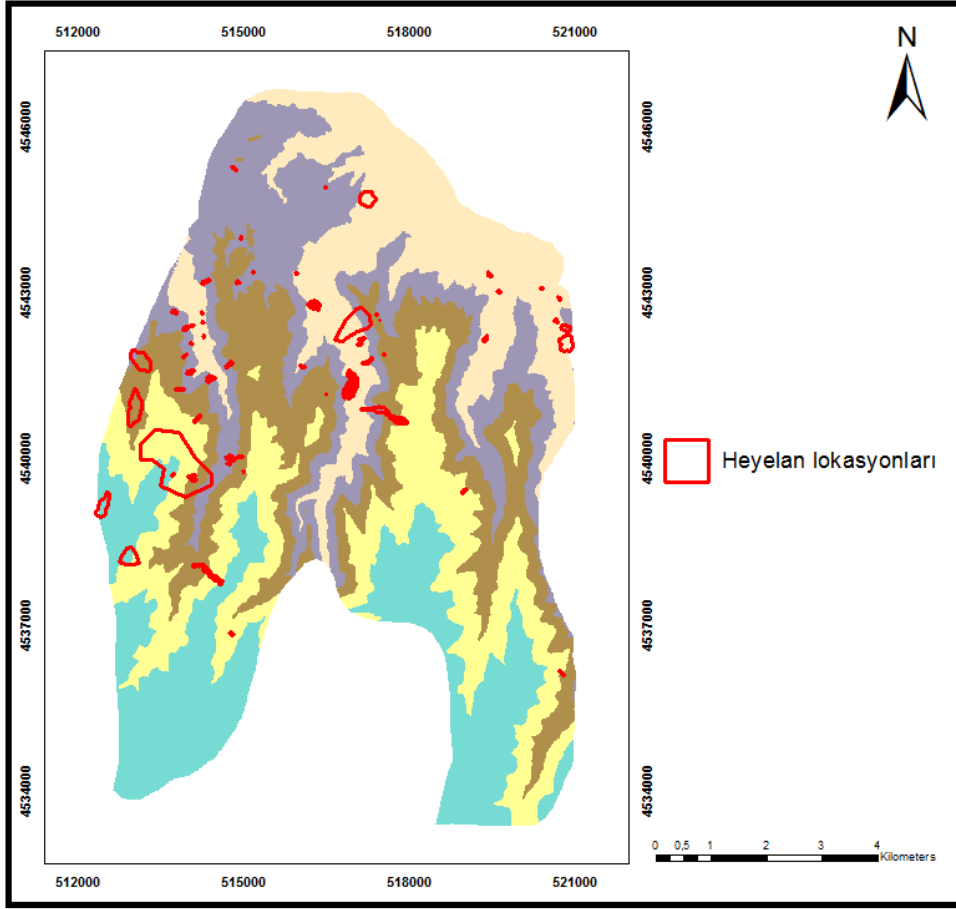 512000 515000 518000 521000
N
4546000 4546000
4543000 4543000
4540000 4540000
Heyelan lokasyonları
4537000 4537000
4534000 4534000
0 0,5 1 2 3 4
Kilometers
512000 515000 518000 521000